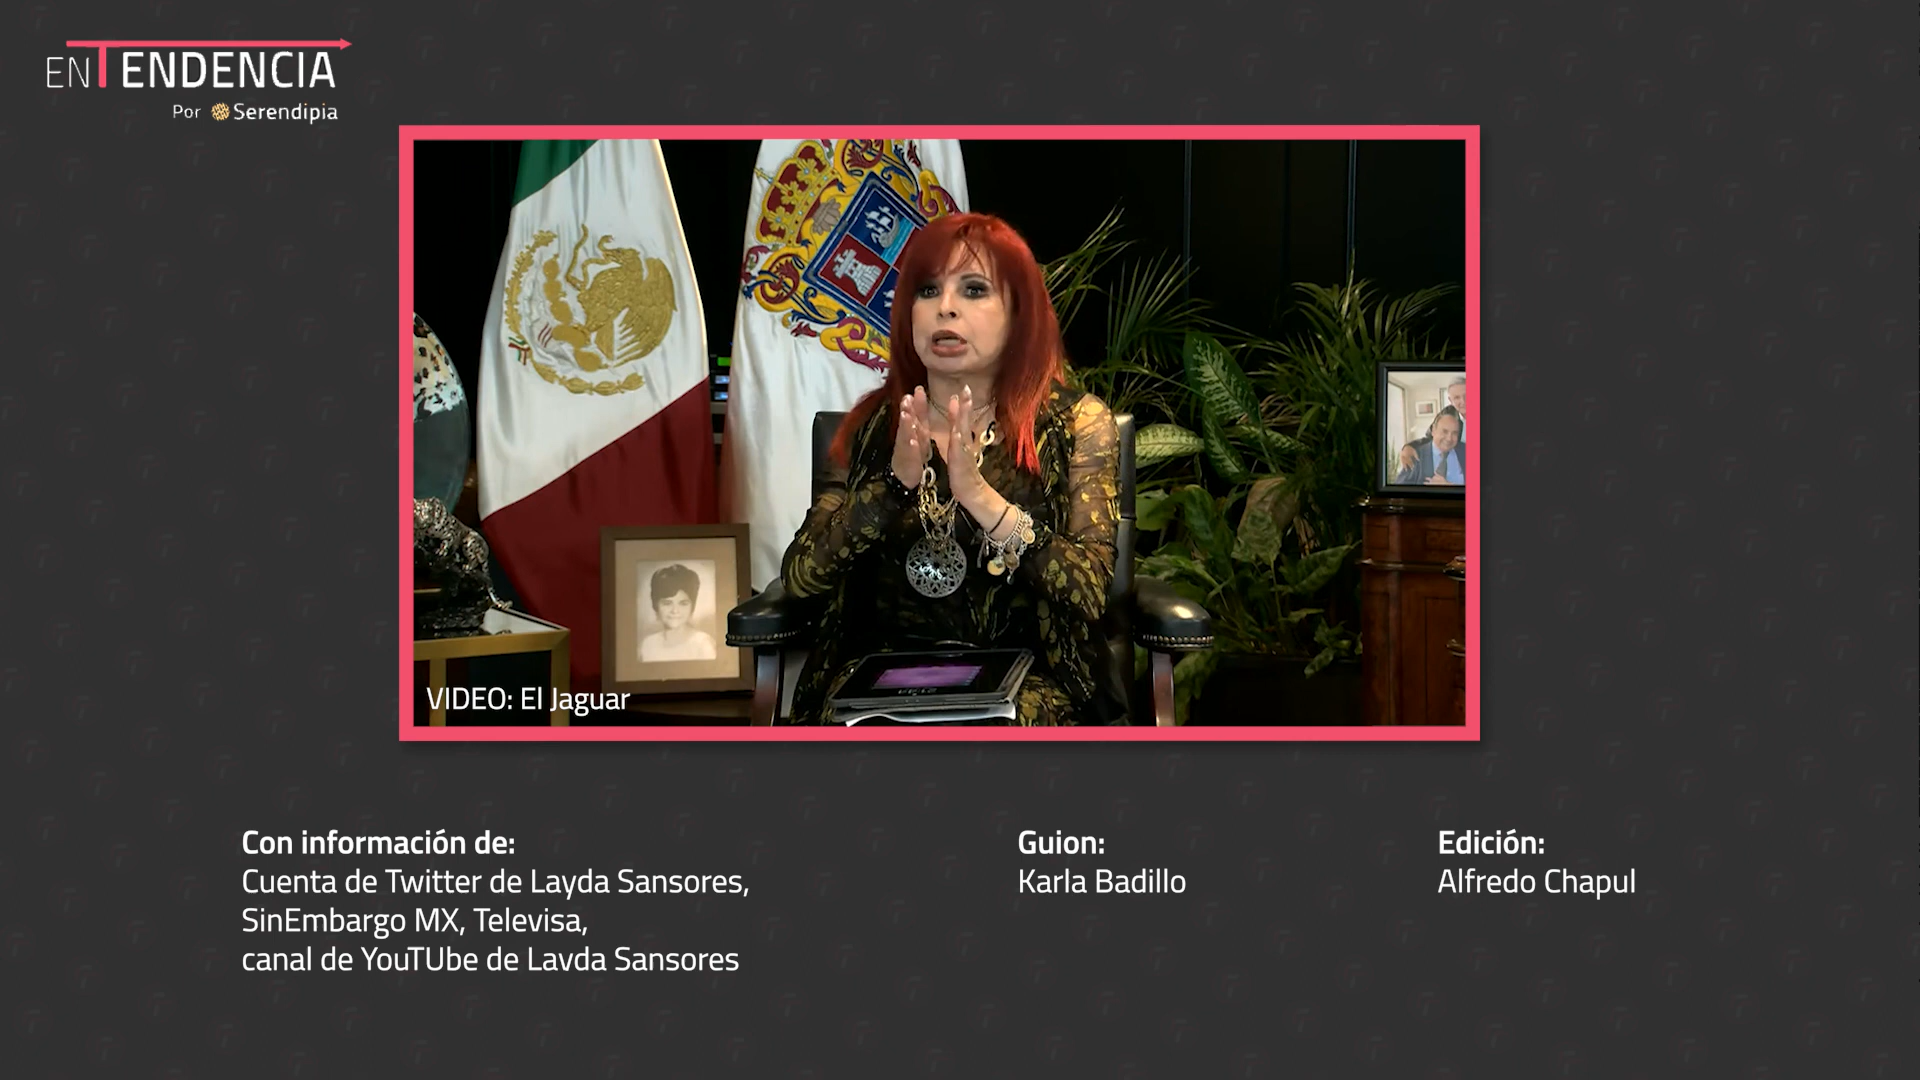 EN TENDENCIA
Por Serendipia
VIDEO: El Jaguar
Con información de:
Cuenta de Twitter de Layda Sansores,
SinEmbargo MX, Televisa,
canal de YouTUbe de Layda Sansores
Guion:
Karla Badillo
Edición:
Alfredo Chapul